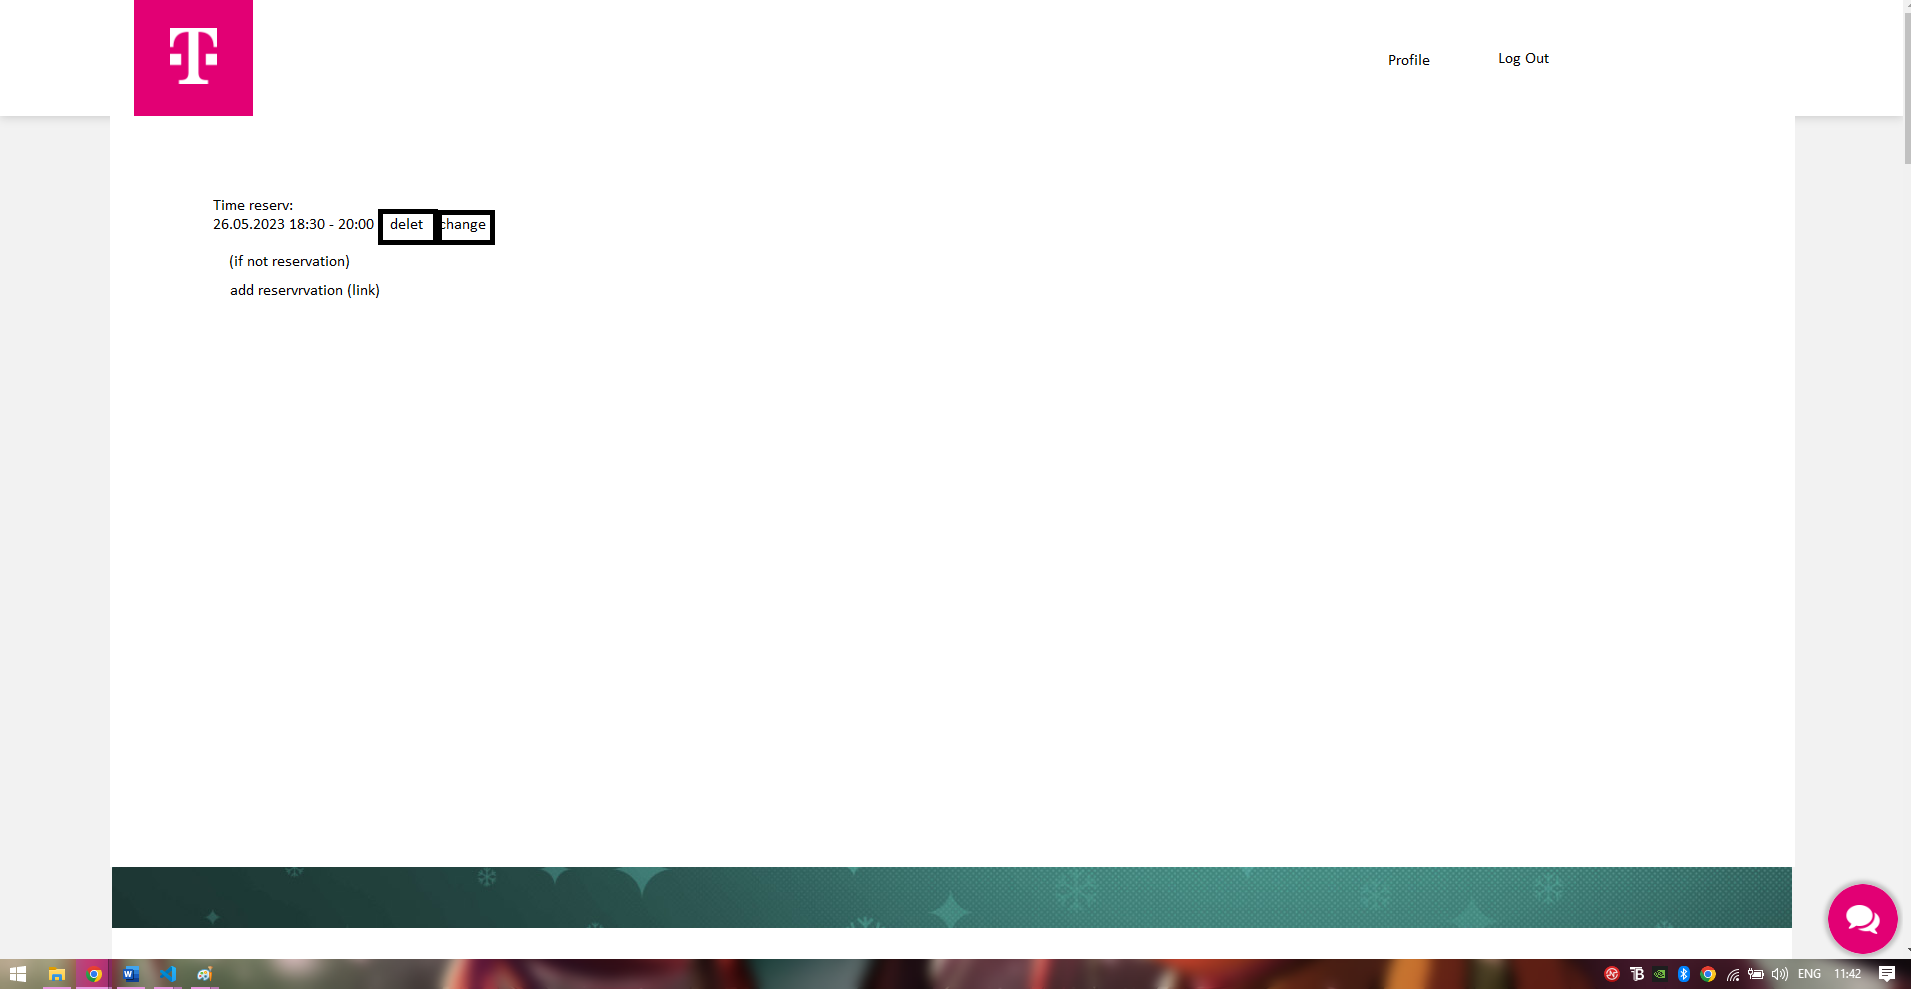 T
Profile
Log Out
Time reserv:
26.05.2023 18:30 - 20:00 delet change
(if not reservation)
add reservrvation (link)
ENG 11:42